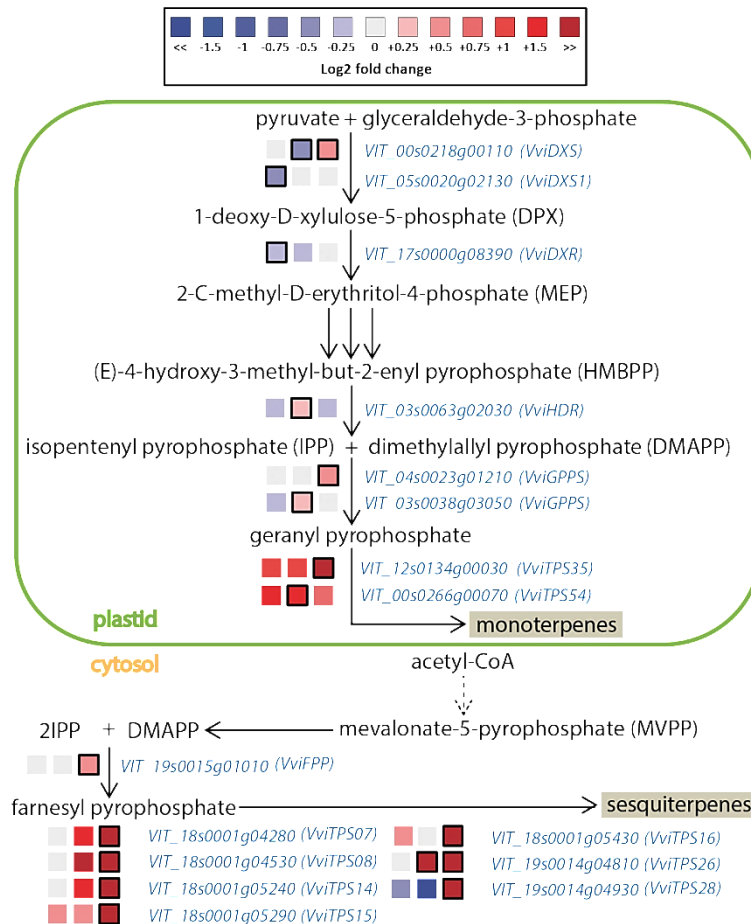 << -1.5 -1 -0.75 -0.5 -0.25 0 +0.25 +0.5 +0.75 +1 +1.5 >>
Log2 fold change
pyruvate + glyceraldehyde-3-phosphate
VIT_00s0218g00110 (VviDXS)
VIT_05s0020g02130 (VviDXS1)
1-deoxy-D-xylulose-5-phosphate (DPX)
VIT_17s0000g08390 (VviDXR)
2-C-methyl-D-erythritol-4-phosphate (MEP)
(E)-4-hydroxy-3-methyl-but-2-enyl pyrophosphate (HMBPP)
VIT_03s0063g02030 (VviHDR)
isopentenyl pyrophosphate (IPP) + dimethylallyl pyrophosphate (DMAPP)
VIT_04s0023g01210 (VviGPPS)
VIT_03s0038g03050 (VviGPPS)
geranyl pyrophosphate
VIT_12s0134g00030 (VviTPS35)
VIT_00s0266g00070 (VviTPS54)
plastid
monoterpenes
cytosol
acetyl-CoA
2IPP + DMAPP
mevalonate-5-pyrophosphate (MVPP)
VIT_19s0015g01010 (VviFPP)
farnesyl pyrophosphate
sesquiterpenes
VIT_18s0001g04280 (VviTPS07)
VIT_18s0001g04530 (VviTPS08)
VIT_18s0001g05240 (VviTPS14)
VIT_18s0001g05290 (VviTPS15)
VIT_18s0001g05430 (VviTPS16)
VIT_19s0014g04810 (VviTPS26)
VIT_19s0014g04930 (VviTPS28)